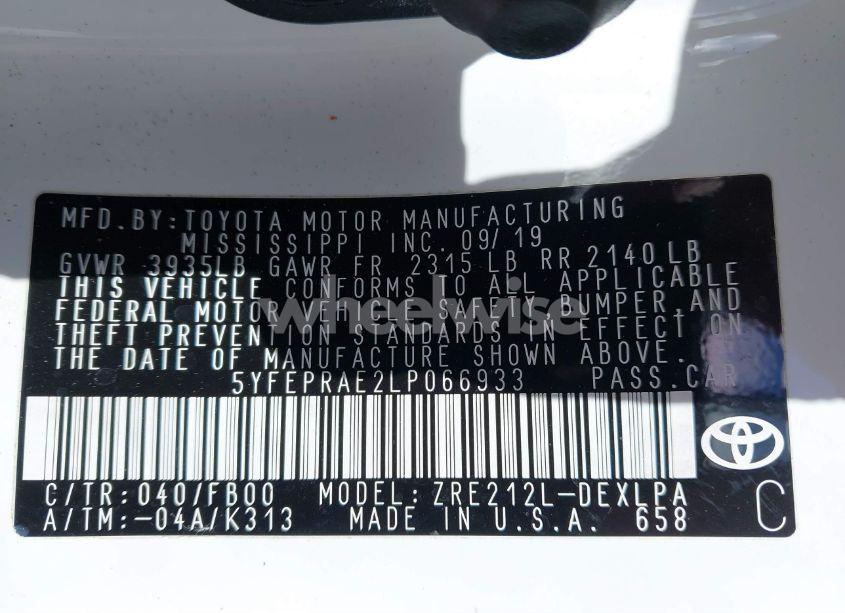 MFD.BY:TOYOTA MOTOR MANUFACTURING
MISSISSIPPI INC. 09/19
GVWR 3935LB GAWR FR 2315 LB RR 2140 LB
THIS VEHICLE CONFORMS TO ALL APPLICABLE
FEDERAL MOTOR VEHICLE SAFETY, BUMPER, AND
THEFT PREVENTION STANDARDS IN EFFECT ON
THE DATE OF MANUFACTURE SHOWN ABOVE.
wheelwise
5YFEPRAE2LP066933 PASS.CAR
C/TR:040/FB00 MODEL:ZRE212L-DEXLPA
A/TM:-04A/K313 MADE IN U.S.A. 658 C